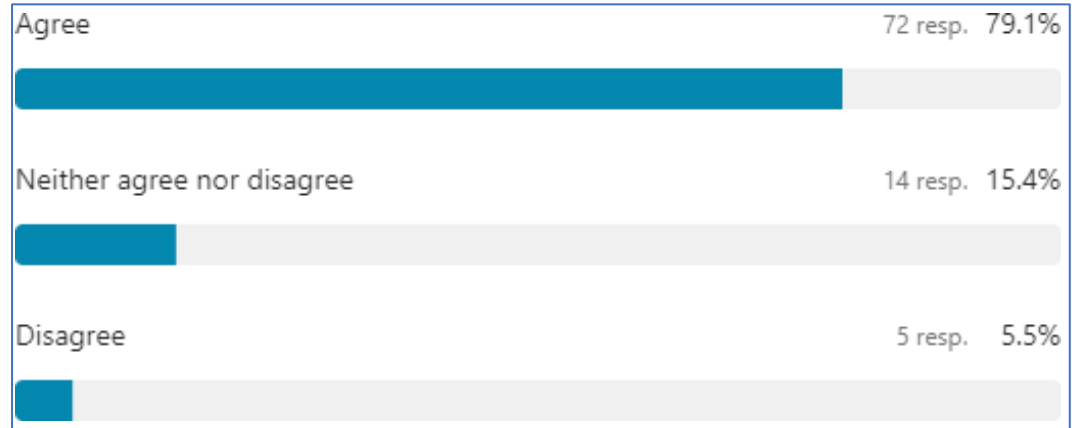 Agree 72 resp. 79.1%
Neither agree nor disagree 14 resp. 15.4%
Disagree 5 resp. 5.5%